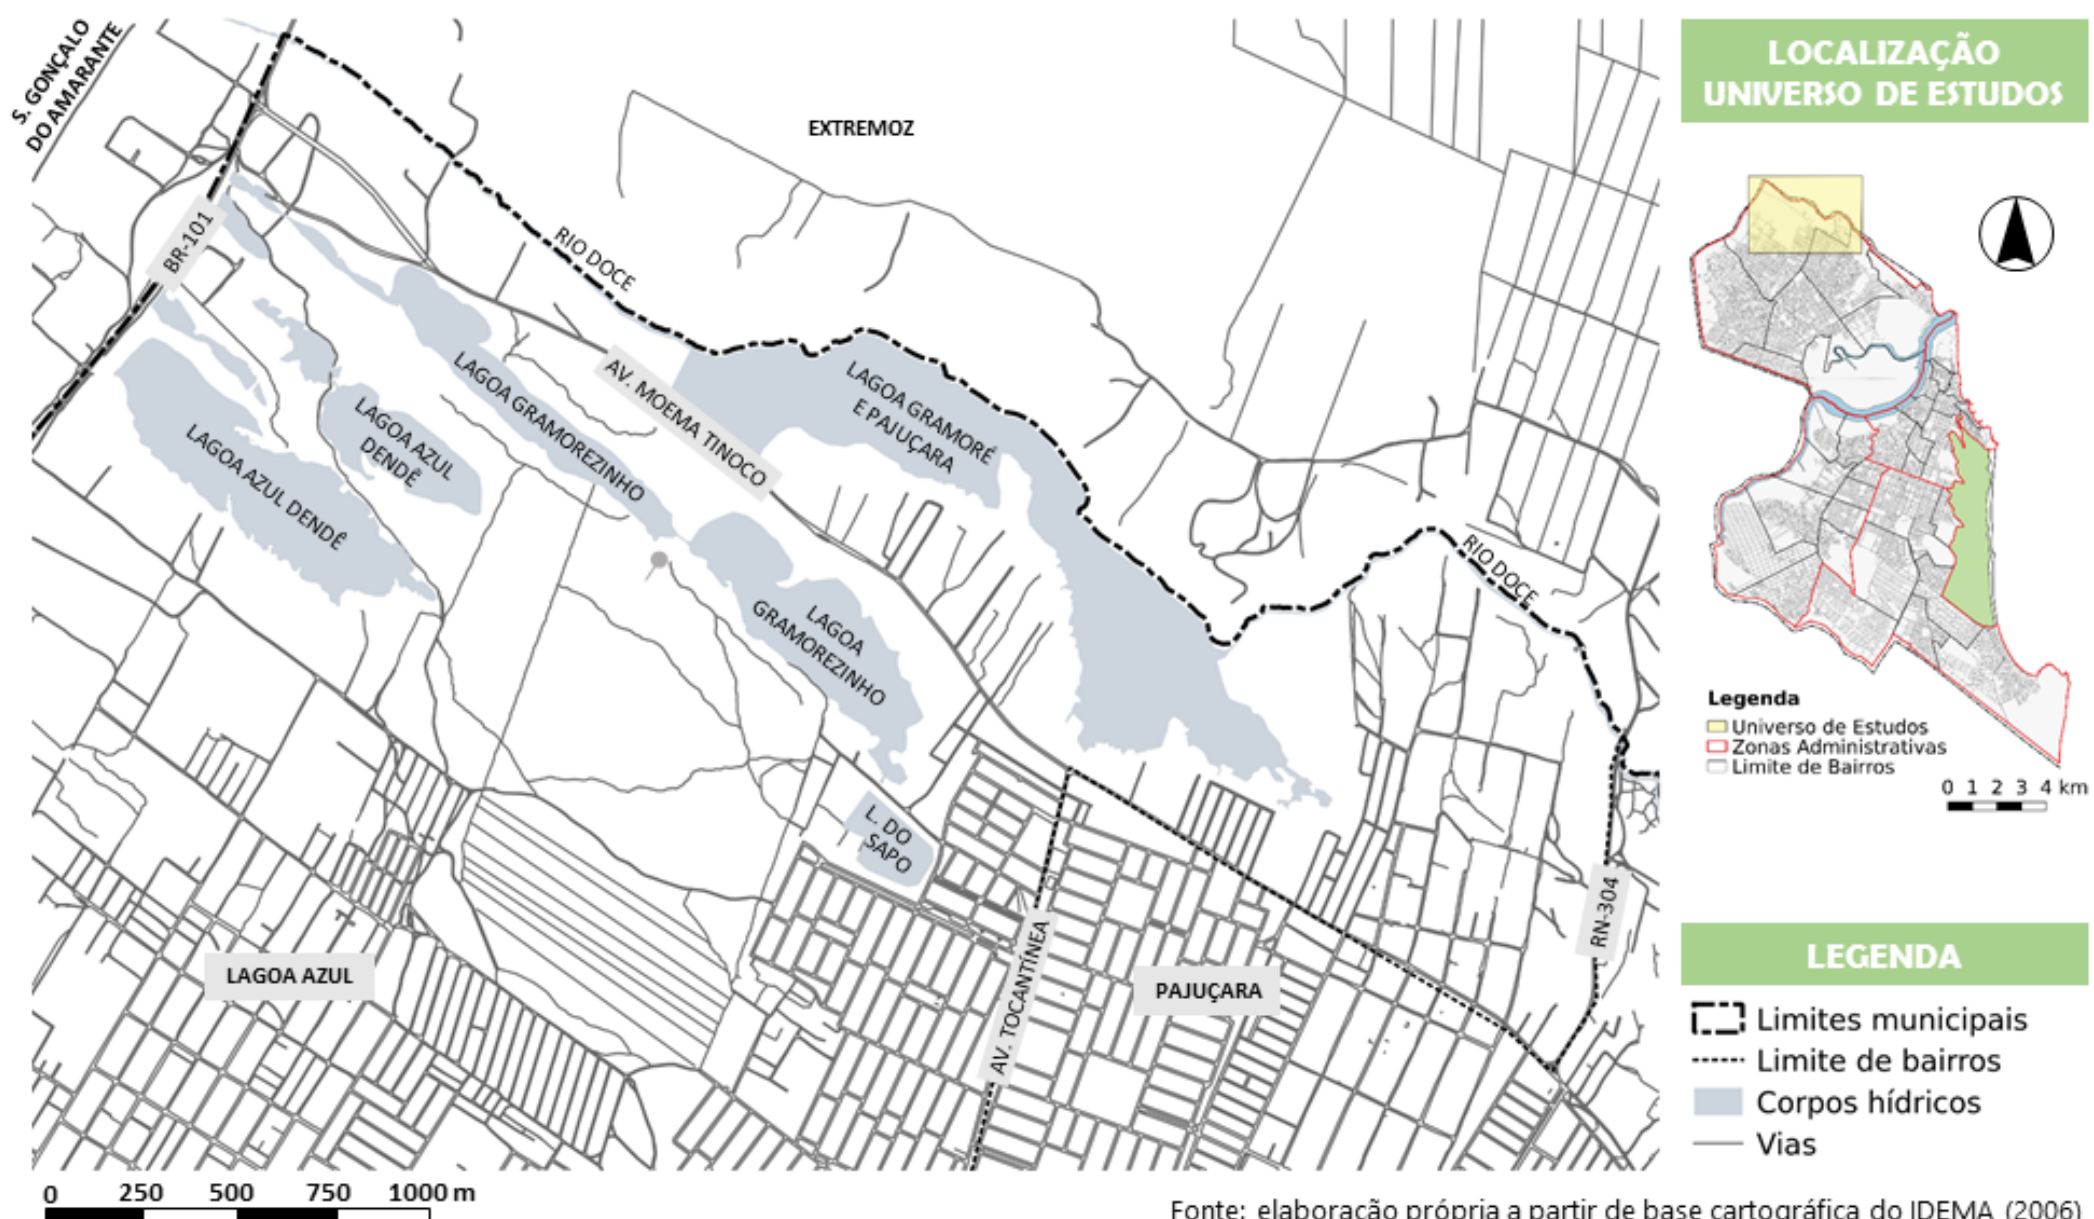 S. GONÇALO
DO AMARANTE
EXTREMOZ
BR-101
RIO DOCE
LAGOA GRAMOREZINHO
AV. MOEMA TINOCO
LAGOA GRAMORÉ
E PAJUÇARA
LAGOA AZUL
DENDÊ
LAGOA AZUL DENDÊ
RIO DOCE
LAGOA
GRAMOREZINHO
L. DO
SAPO
RN-304
AV. TOCANTÍNEA
LAGOA AZUL
PAJUÇARA
0 250 500 750 1000 m
LOCALIZAÇÃO
UNIVERSO DE ESTUDOS
Legenda
Universo de Estudos
Zonas Administrativas
Limite de Bairros
0 1 2 3 4 km
LEGENDA
Limites municipais
Limite de bairros
Corpos hídricos
Vias
Fonte: elaboração própria a partir de base cartográfica do IDEMA (2006)